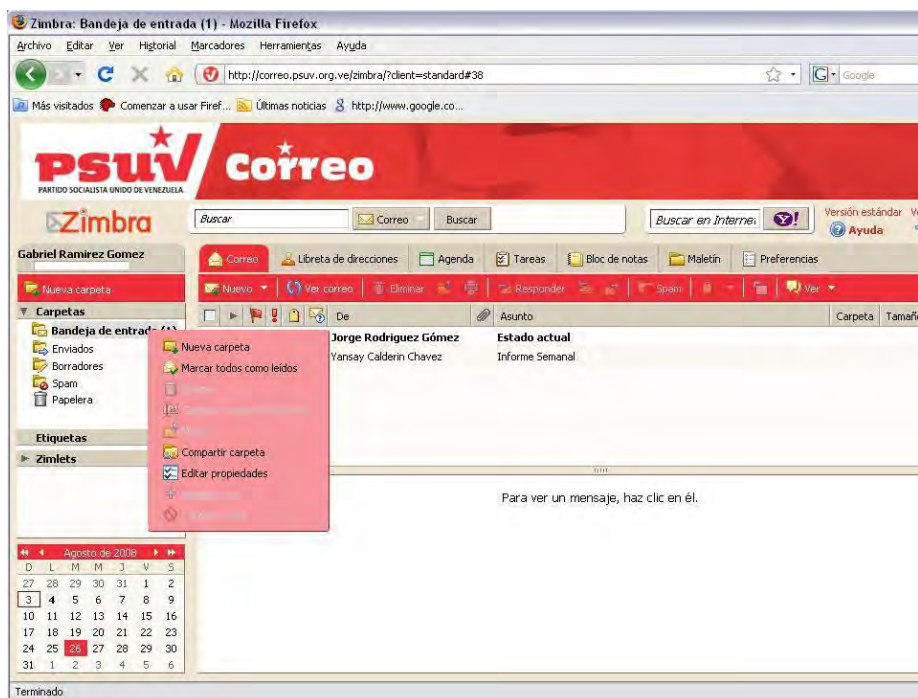 Zimbra: Bandeja de entrada (1) - Mozilla Firefox
Archivo Editar Ver Historial Marcadores Herramientas Ayuda
http://correo.psuv.org.ve/zimbra/?client=standard#38
G Google
Más visitados Comenzar a usar Firef... Últimas noticias http://www.google.co...
PSUV Correo
PARTIDO SOCIALISTA UNIDO DE VENEZUELA
Zimbra
Buscar Correo Buscar Buscar en Internet Y!
Versión estándar
Ayuda
Gabriel Ramirez Gomez
Correo Libreta de direcciones Agenda Tareas Bloc de notas Maletín Preferencias
Nueva carpeta
Nuevo Ver correo Eliminar Responder Spam Ver
Carpetas
De Asunto Carpeta Tamaño
Bandeja de entrada (1)
Enviados
Borradores
Spam
Papelera
Etiquetas
Zimlets
Nueva carpeta
Marcar todos como leídos
Compartir carpeta
Editar propiedades
Jorge Rodriguez Gómez Estado actual
Yansay Calderin Chavez Informe Semanal
Para ver un mensaje, haz clic en él.
Agosto de 2008
D L M M J V S
27 28 29 30 31 1 2
3 4 5 6 7 8 9
10 11 12 13 14 15 16
17 18 19 20 21 22 23
24 25 26 27 28 29 30
31 1 2 3 4 5 6
Terminado